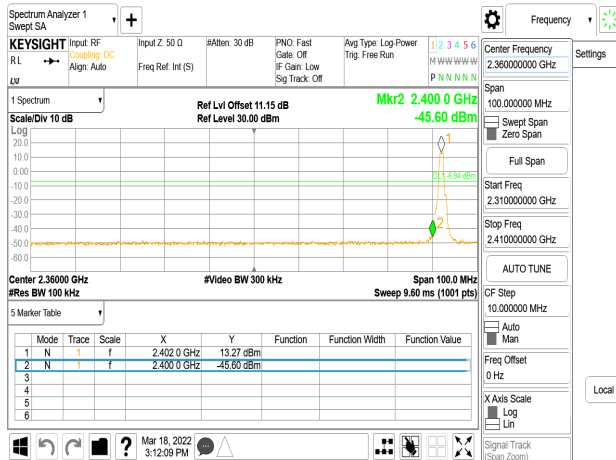 Spectrum Analyzer 1
Swept SA
Frequency
KEYSIGHT
Input: RF
Input Z: 50 Ω
#Atten: 30 dB
PNO: Fast
Avg Type: Log-Power
1 2 3 4 5 6
RL
Coupling: DC
Gate: Off
Trig: Free Run
M W W W W W
Align: Auto
Freq Ref: Int (S)
IF Gain: Low
Sig Track: Off
P N N N N N
LXI
1 Spectrum
Ref Lvl Offset 11.15 dB
Mkr2 2.400 0 GHz
Scale/Div 10 dB
Ref Level 30.00 dBm
-45.60 dBm
Log
20.0
10.0
0.00
-10.0
-20.0
-30.0
-40.0
-50.0
-60.0
1
DL1 -6.94 dBm
2
Center 2.36000 GHz
#Video BW 300 kHz
Span 100.0 MHz
#Res BW 100 kHz
Sweep 9.60 ms (1001 pts)
5 Marker Table
Mode Trace Scale X Y Function Function Width Function Value
1 N 1 f 2.402 0 GHz 13.27 dBm
2 N 1 f 2.400 0 GHz -45.60 dBm
3
4
5
6
Mar 18, 2022
3:12:09 PM
Center Frequency
2.360000000 GHz
Settings
Span
100.000000 MHz
Swept Span
Zero Span
Full Span
Start Freq
2.310000000 GHz
Stop Freq
2.410000000 GHz
AUTO TUNE
CF Step
10.000000 MHz
Auto
Man
Freq Offset
0 Hz
Local
X Axis Scale
Log
Lin
Signal Track
(Span Zoom)